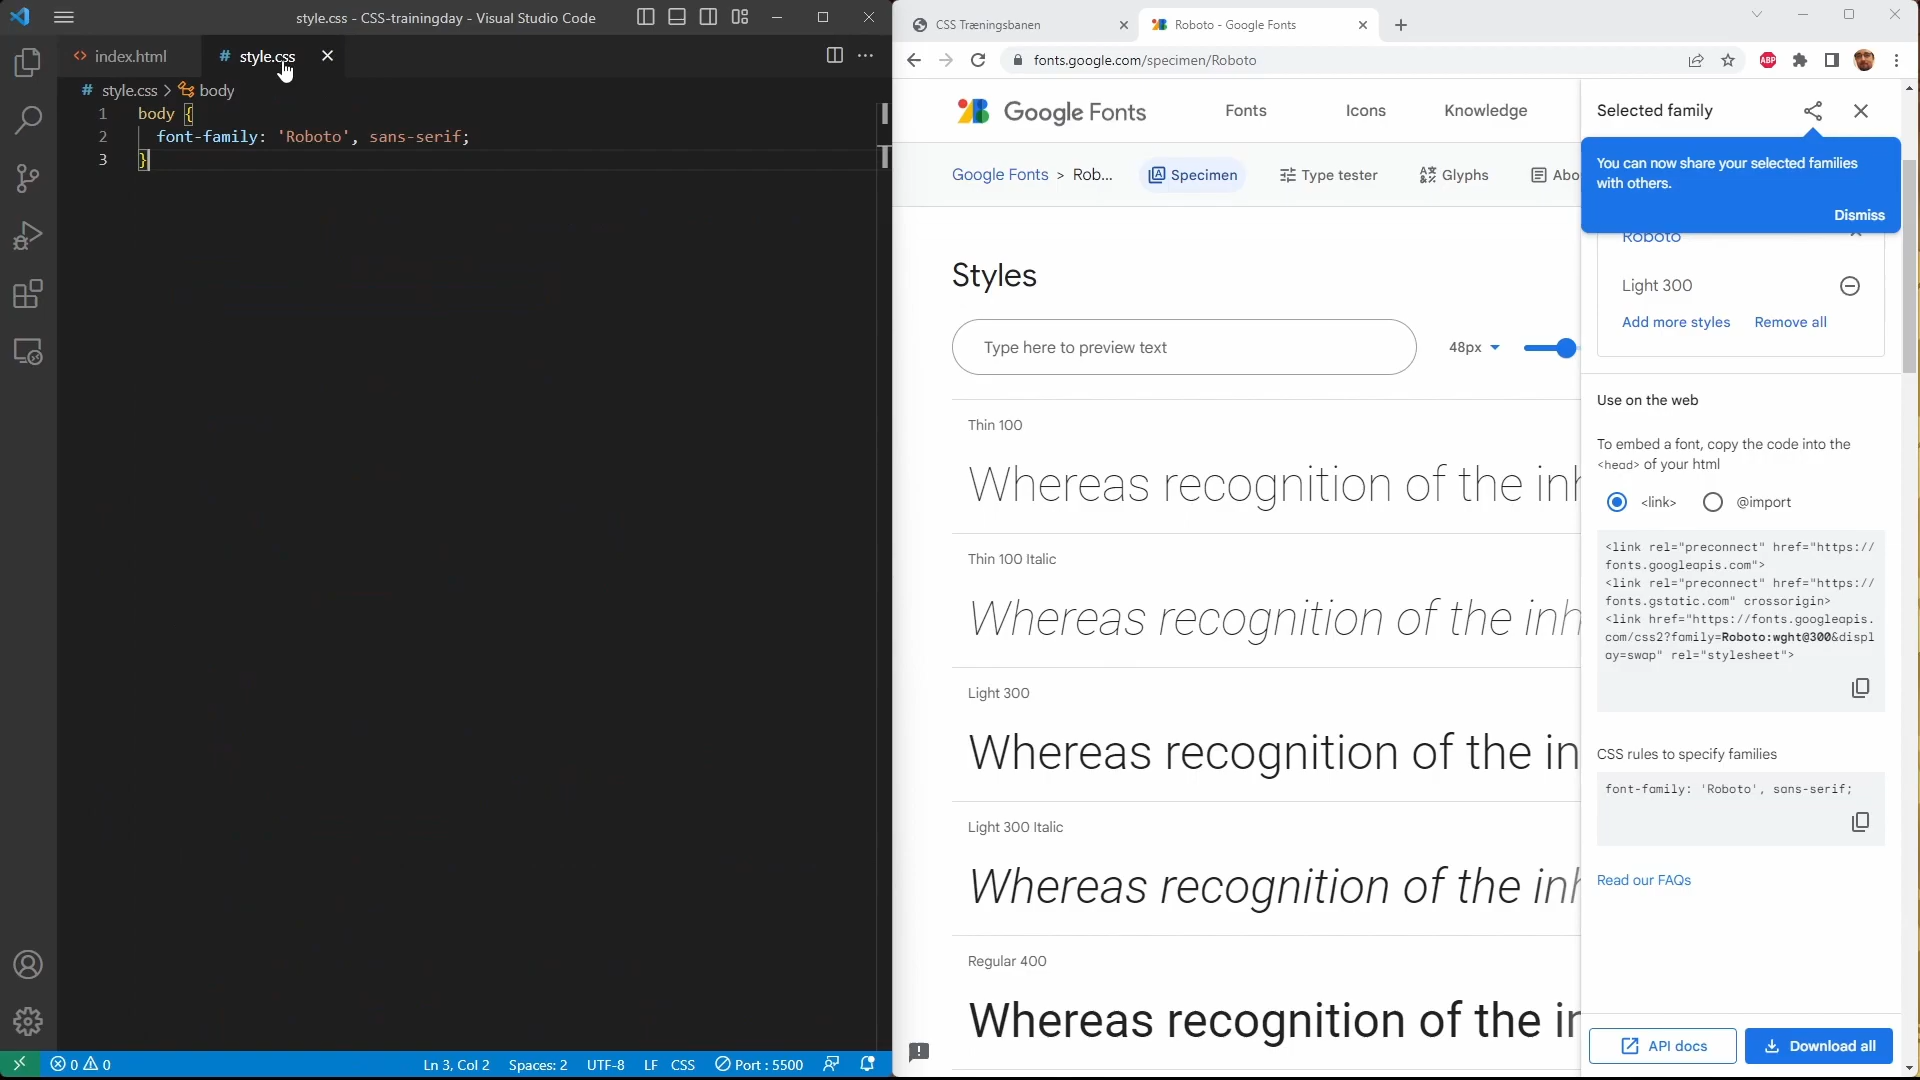 style.css - CSS-trainingday - Visual Studio Code
index.html
# style.css
# style.css > body
1 body {
2 font-family: 'Roboto', sans-serif;
3 }
0 0
Ln 3, Col 2
Spaces: 2
UTF-8
LF
CSS
Port : 5500
CSS Træningsbanen
Roboto - Google Fonts
fonts.google.com/specimen/Roboto
ABP
Google Fonts
Fonts
Icons
Knowledge
Google Fonts > Rob...
Specimen
Type tester
Glyphs
Abo
Styles
Type here to preview text
48px
Thin 100
Whereas recognition of the inh
Thin 100 Italic
Whereas recognition of the inh
Light 300
Whereas recognition of the in
Light 300 Italic
Whereas recognition of the inh
Regular 400
Whereas recognition of the in
Selected family
You can now share your selected families
with others.
Dismiss
Roboto
Light 300
Add more styles
Remove all
Use on the web
To embed a font, copy the code into the
<head> of your html
<link>
@import
<link rel="preconnect" href="https://
fonts.googleapis.com">
<link rel="preconnect" href="https://
fonts.gstatic.com" crossorigin>
<link href="https://fonts.googleapis.
com/css2?family=Roboto:wght@300&displ
ay=swap" rel="stylesheet">
CSS rules to specify families
font-family: 'Roboto', sans-serif;
Read our FAQs
API docs
Download all